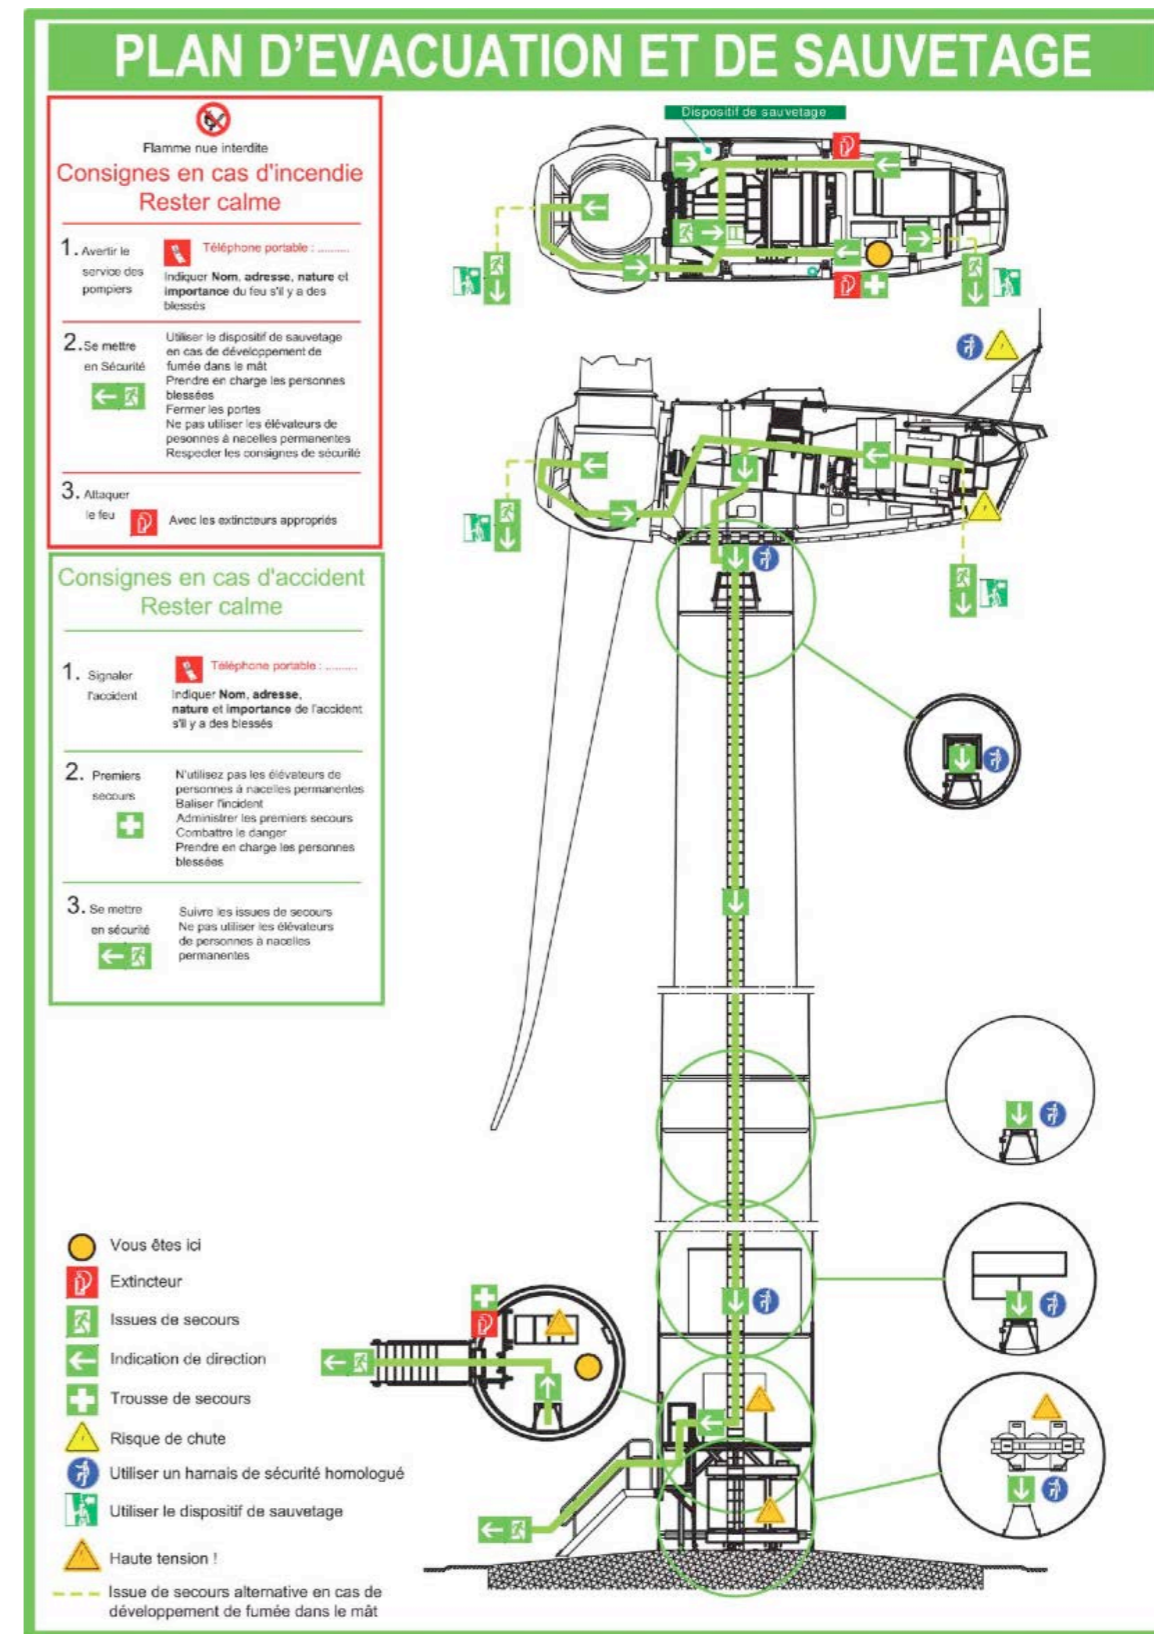 PLAN D'EVACUATION ET DE SAUVETAGE
Flamme nue interdite
Consignes en cas d'incendie
Rester calme
1. Avertir le
service des
pompiers
Téléphone portable : ..........
Indiquer Nom, adresse, nature et
importance du feu s'il y a des
blessés
2. Se mettre
en Sécurité
Utiliser le dispositif de sauvetage
en cas de développement de
fumée dans le mât
Prendre en charge les personnes
blessées
Fermer les portes
Ne pas utiliser les élévateurs de
pesonnes à nacelles permanentes
Respecter les consignes de sécurité
3. Attaquer
le feu
Avec les extincteurs appropriés
Consignes en cas d'accident
Rester calme
1. Signaler
l'accident
Téléphone portable : ..........
Indiquer Nom, adresse,
nature et importance de l'accident
s'il y a des blessés
2. Premiers
secours
N'utilisez pas les élévateurs de
personnes à nacelles permanentes
Baliser l'incident
Administrer les premiers secours
Combattre le danger
Prendre en charge les personnes
blessées
3. Se mettre
en sécurité
Suivre les issues de secours
Ne pas utiliser les élévateurs
de personnes à nacelles
permanentes
Dispositif de sauvetage
Vous êtes ici
Extincteur
Issues de secours
Indication de direction
Trousse de secours
Risque de chute
Utiliser un harnais de sécurité homologué
Utiliser le dispositif de sauvetage
Haute tension !
Issue de secours alternative en cas de
développement de fumée dans le mât